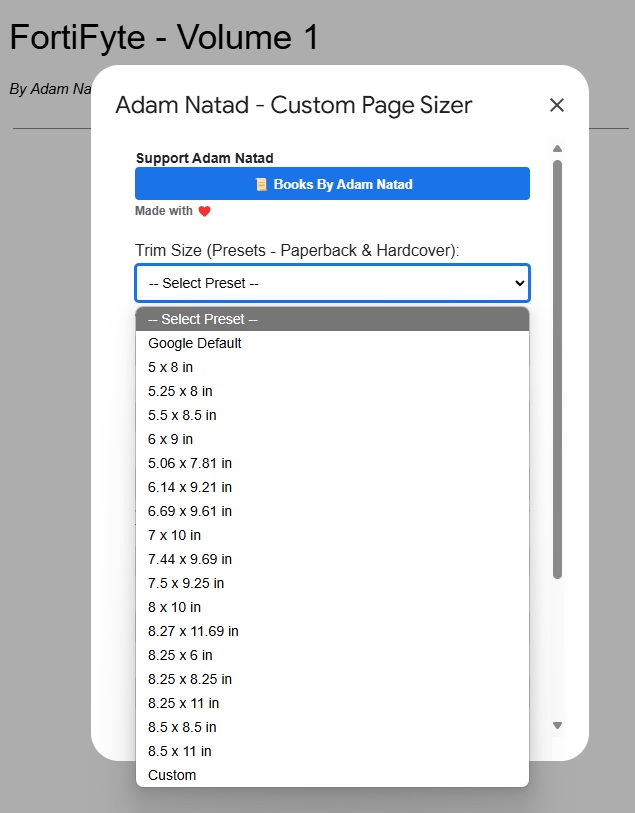 FortiFyte - Volume 1
By Adam Na
Adam Natad - Custom Page Sizer
Support Adam Natad
📜 Books By Adam Natad
Made with ❤️
Trim Size (Presets - Paperback & Hardcover):
-- Select Preset --
-- Select Preset --
Google Default
5 x 8 in
5.25 x 8 in
5.5 x 8.5 in
6 x 9 in
5.06 x 7.81 in
6.14 x 9.21 in
6.69 x 9.61 in
7 x 10 in
7.44 x 9.69 in
7.5 x 9.25 in
8 x 10 in
8.27 x 11.69 in
8.25 x 6 in
8.25 x 8.25 in
8.25 x 11 in
8.5 x 8.5 in
8.5 x 11 in
Custom